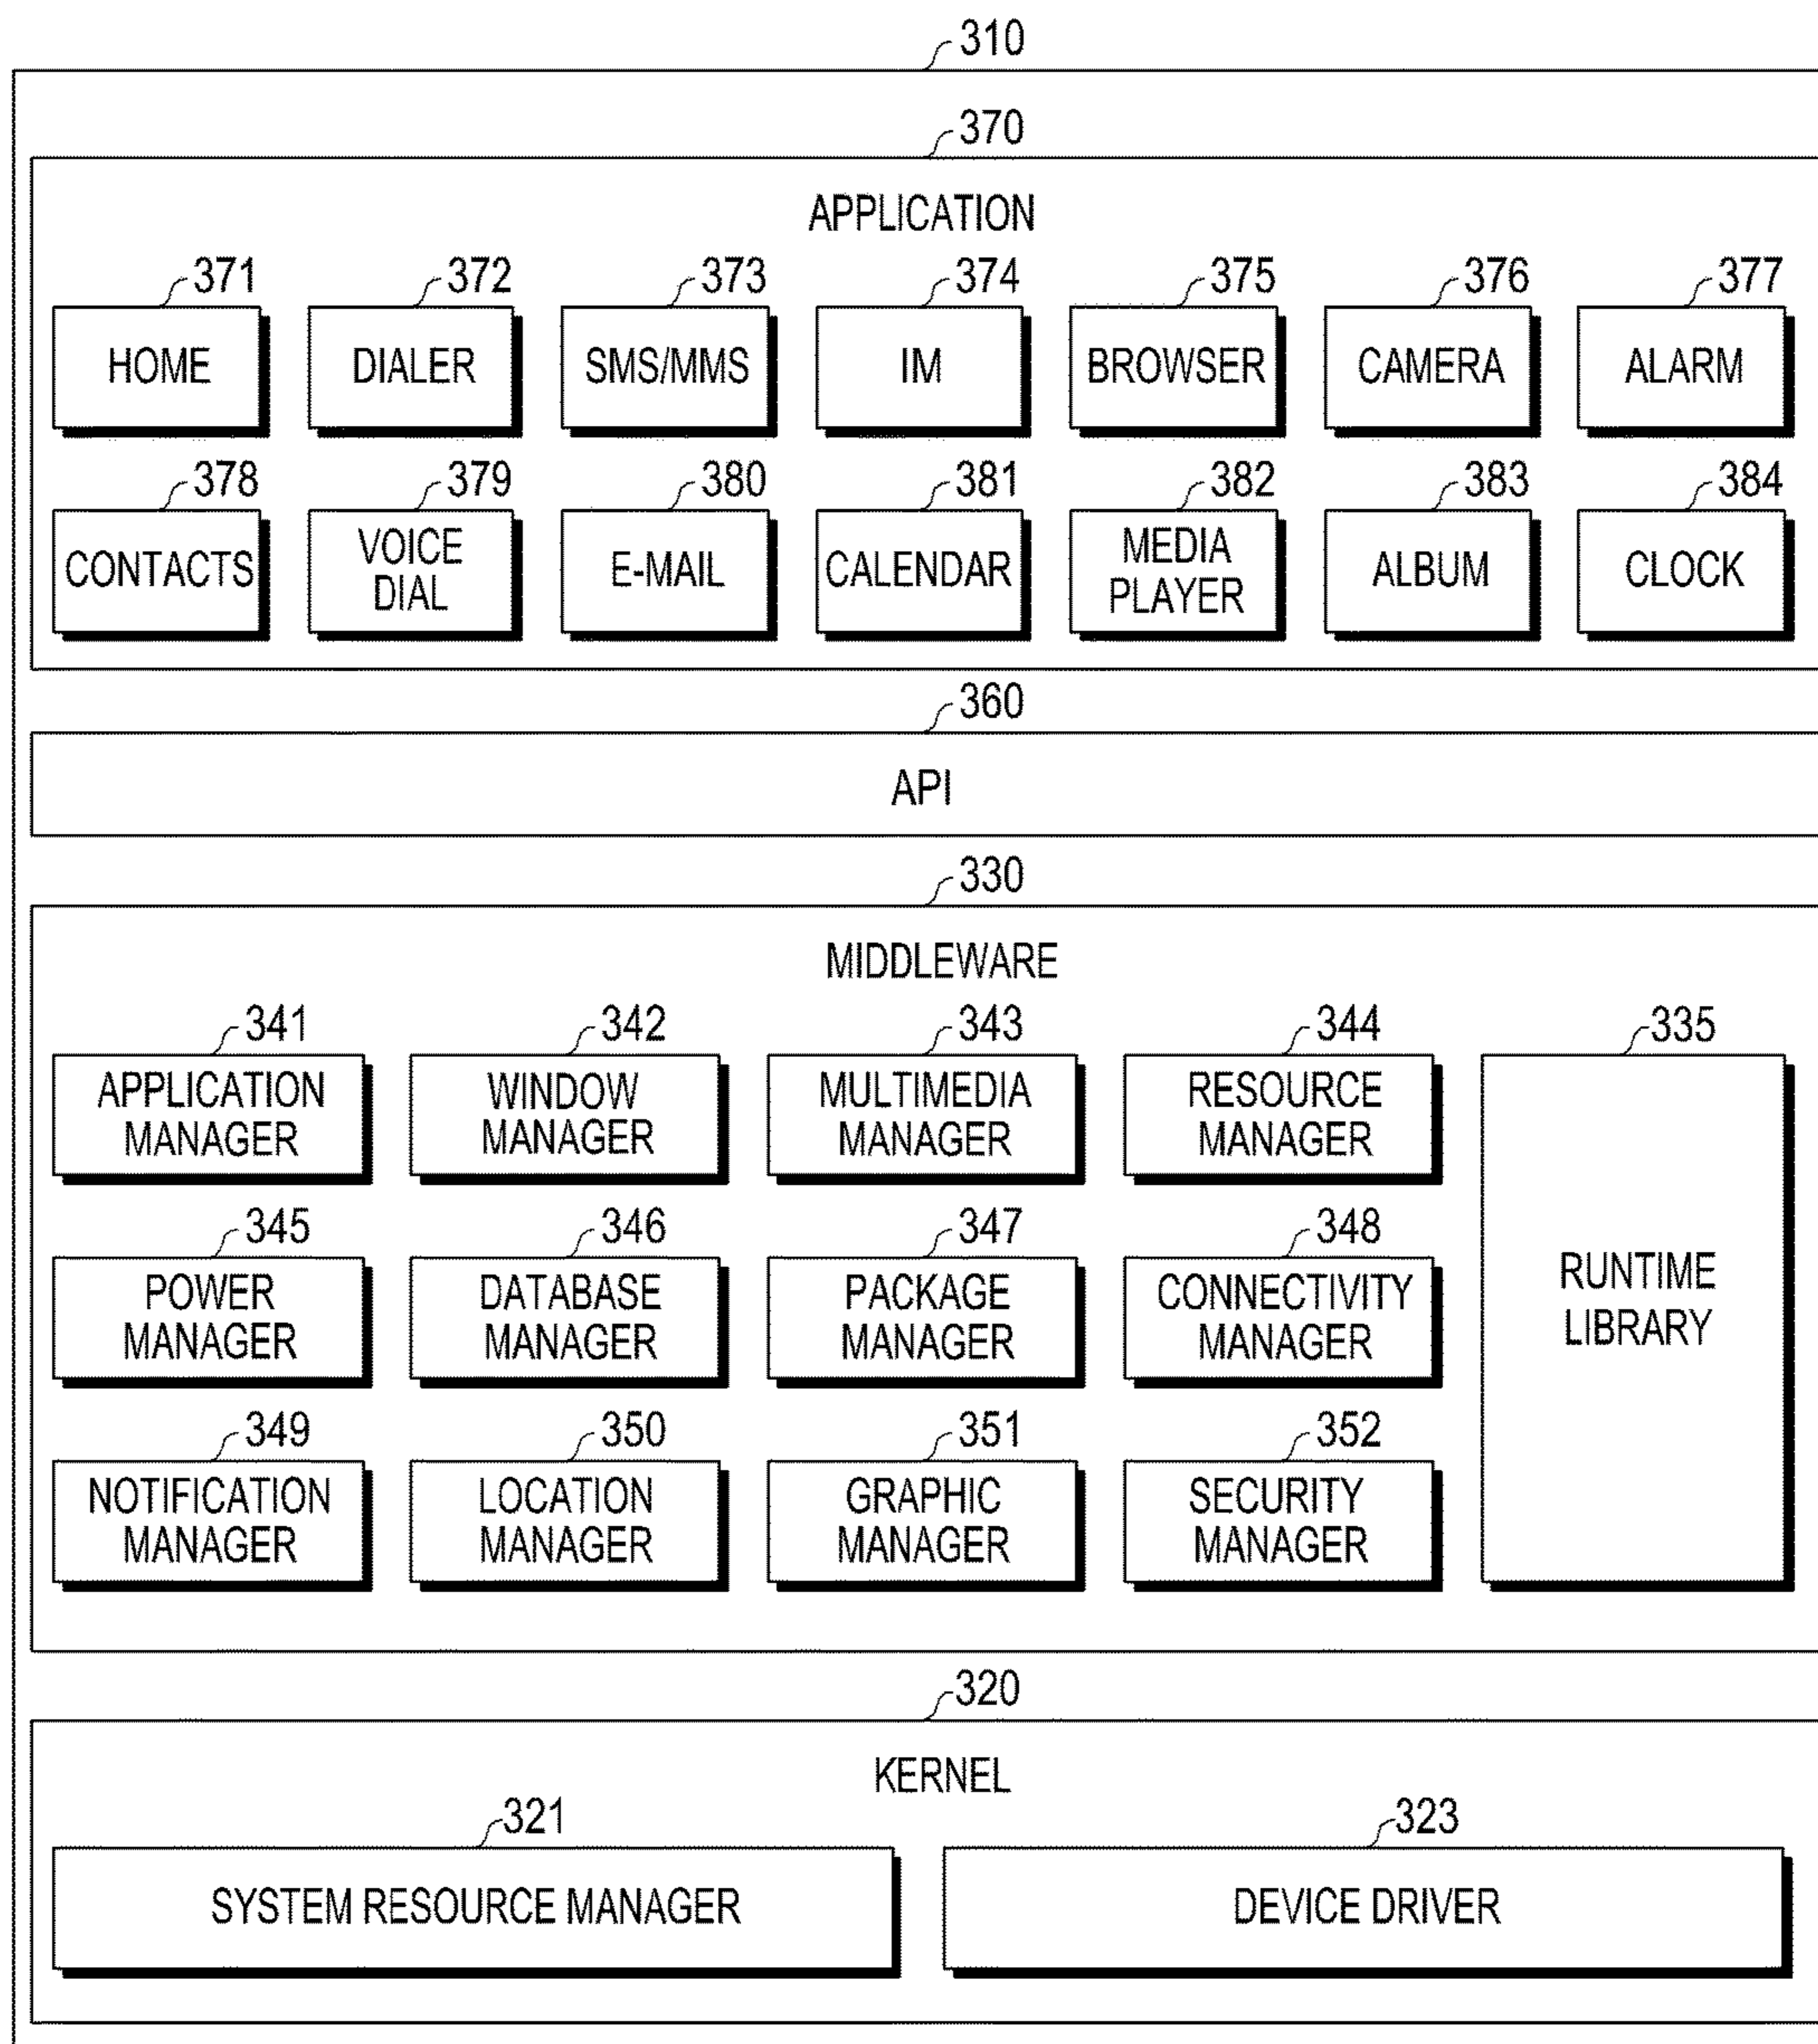 310
370
APPLICATION
371 372 373 374 375 376 377
HOME DIALER SMS/MMS IM BROWSER CAMERA ALARM
378 379 380 381 382 383 384
CONTACTS VOICE DIAL E-MAIL CALENDAR MEDIA PLAYER ALBUM CLOCK
360
API
330
MIDDLEWARE
341 342 343 344 335
APPLICATION MANAGER WINDOW MANAGER MULTIMEDIA MANAGER RESOURCE MANAGER
345 346 347 348
POWER MANAGER DATABASE MANAGER PACKAGE MANAGER CONNECTIVITY MANAGER RUNTIME LIBRARY
349 350 351 352
NOTIFICATION MANAGER LOCATION MANAGER GRAPHIC MANAGER SECURITY MANAGER
320
KERNEL
321 323
SYSTEM RESOURCE MANAGER DEVICE DRIVER